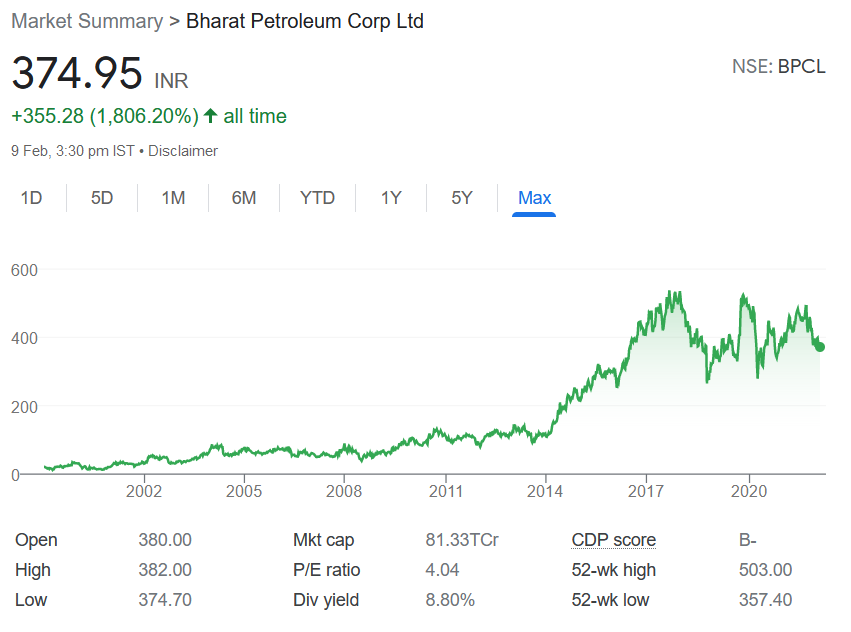 Market Summary > Bharat Petroleum Corp Ltd
374.95 INR
NSE: BPCL
+355.28 (1,806.20%) ↑ all time
9 Feb, 3:30 pm IST • Disclaimer
1D 5D 1M 6M YTD 1Y 5Y Max
600
400
200
0
2002 2005 2008 2011 2014 2017 2020
Open 380.00 Mkt cap 81.33TCr CDP score B-
High 382.00 P/E ratio 4.04 52-wk high 503.00
Low 374.70 Div yield 8.80% 52-wk low 357.40